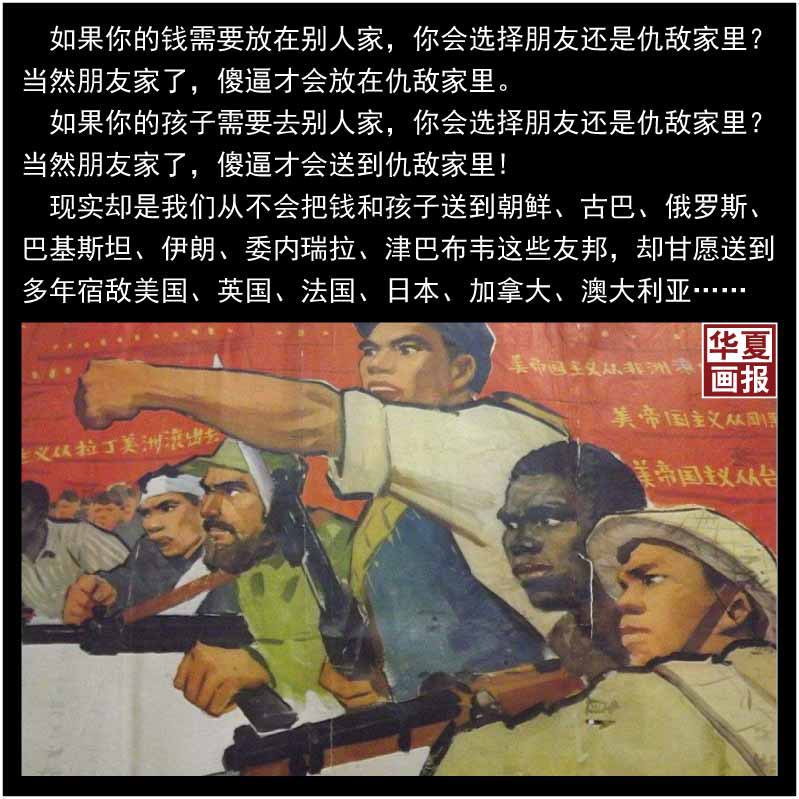 如果你的钱需要放在别人家，你会选择朋友还是仇敌家里？
当然朋友家了，傻逼才会放在仇敌家里。
如果你的孩子需要去别人家，你会选择朋友还是仇敌家里？
当然朋友家了，傻逼才会送到仇敌家里！
现实却是我们从不会把钱和孩子送到朝鲜、古巴、俄罗斯、
巴基斯坦、伊朗、委内瑞拉、津巴布韦这些友邦，却甘愿送到
多年宿敌美国、英国、法国、日本、加拿大、澳大利亚……
华夏
画报
美帝国主义从非洲
美帝国主义从
主义从拉丁美洲滚出去
美帝国主义从台